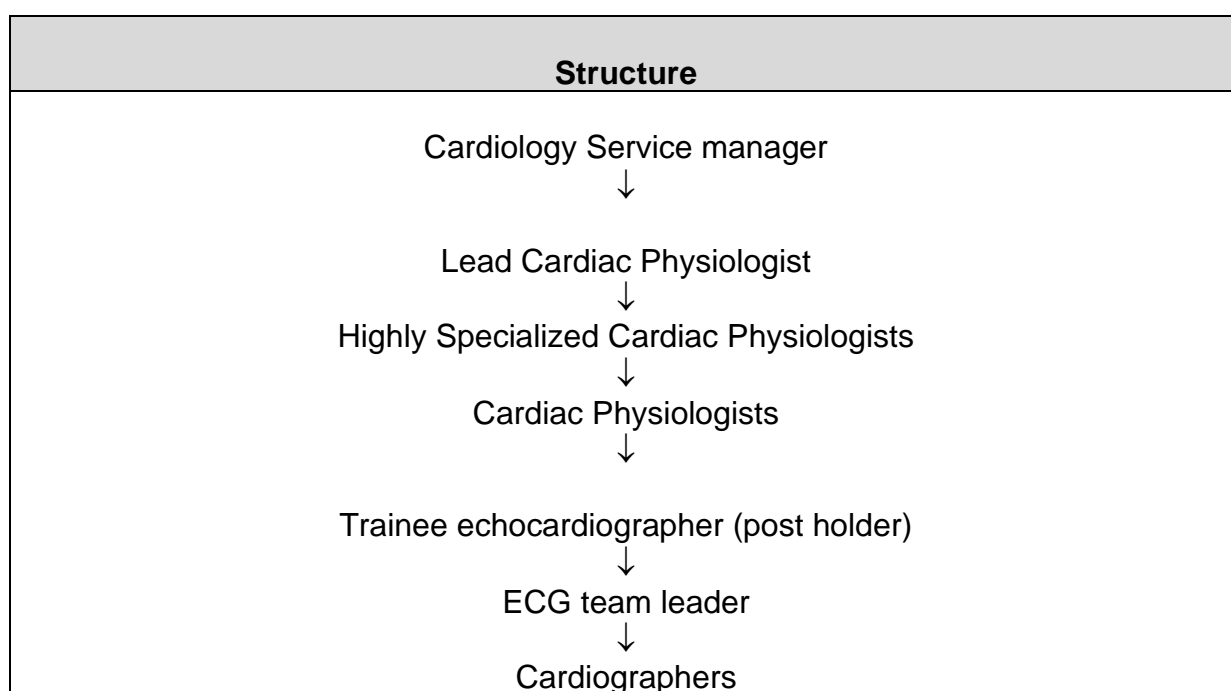 Structure
Cardiology Service manager
↓
Lead Cardiac Physiologist
↓
Highly Specialized Cardiac Physiologists
↓
Cardiac Physiologists
↓
Trainee echocardiographer (post holder)
↓
ECG team leader
↓
Cardiographers